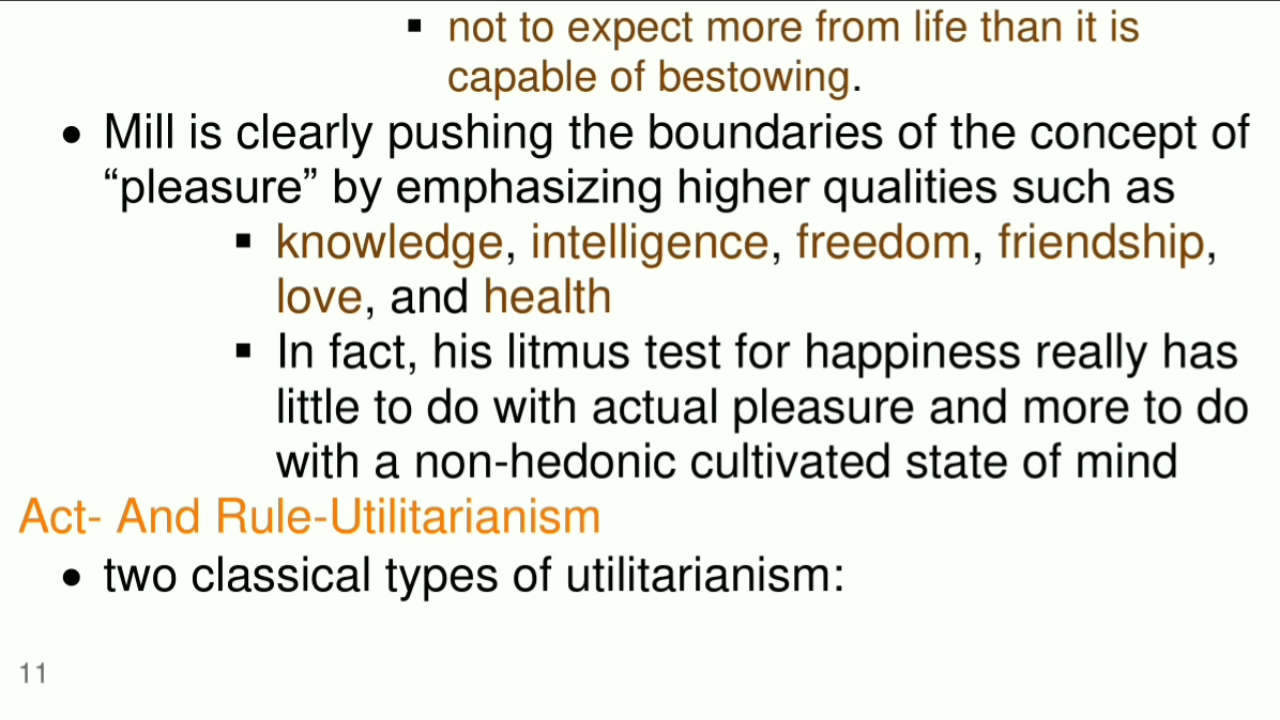 ▪ not to expect more from life than it is
capable of bestowing.
• Mill is clearly pushing the boundaries of the concept of
“pleasure” by emphasizing higher qualities such as
▪ knowledge, intelligence, freedom, friendship,
love, and health
▪ In fact, his litmus test for happiness really has
little to do with actual pleasure and more to do
with a non-hedonic cultivated state of mind
Act- And Rule-Utilitarianism
• two classical types of utilitarianism:
11